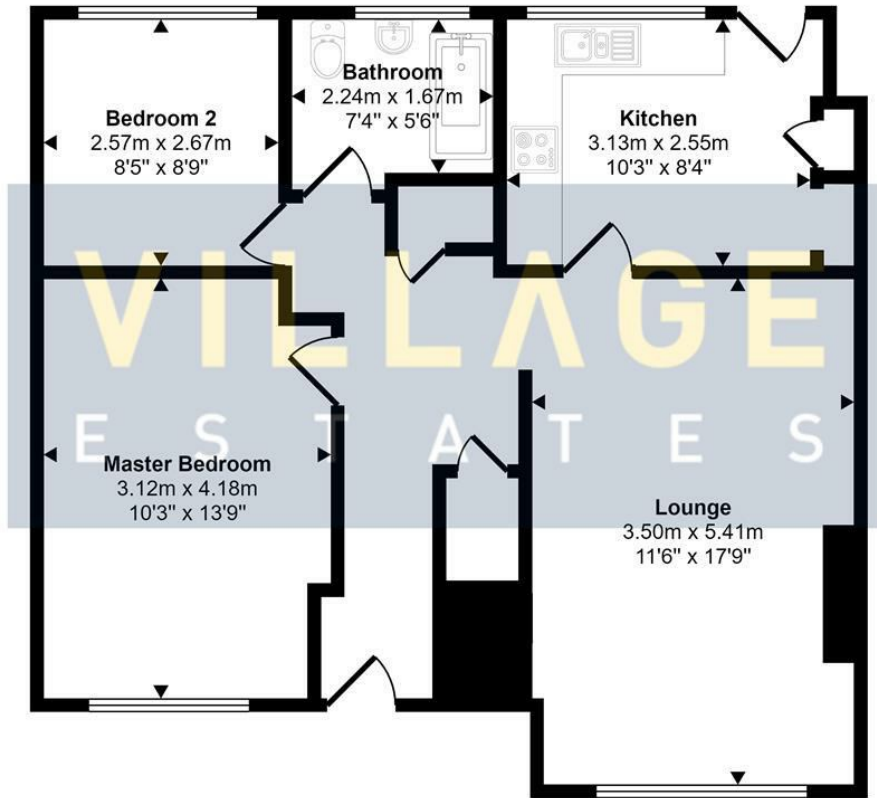 Bedroom 2
2.57m x 2.67m
8'5" x 8'9"
Bathroom
2.24m x 1.67m
7'4" x 5'6"
Kitchen
3.13m x 2.55m
10'3" x 8'4"
VILLAGE
ESTATES
Master Bedroom
3.12m x 4.18m
10'3" x 13'9"
Lounge
3.50m x 5.41m
11'6" x 17'9"